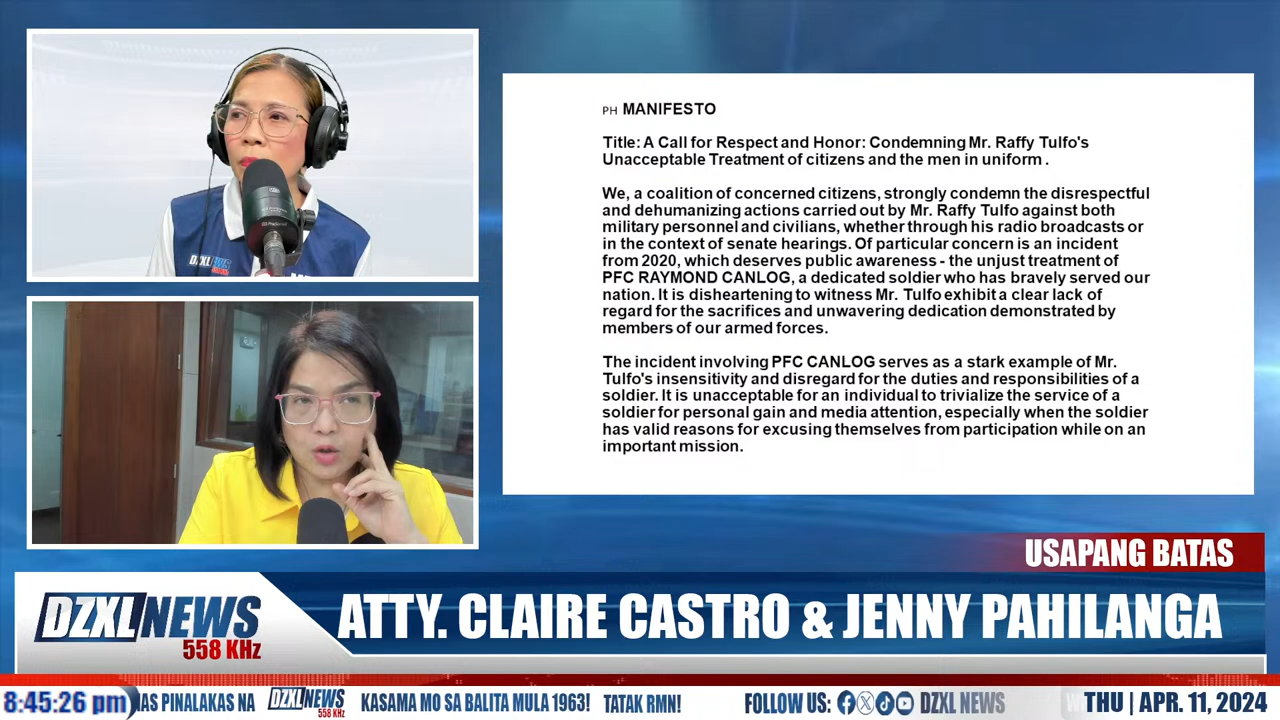 PH MANIFESTO
Title: A Call for Respect and Honor: Condemning Mr. Raffy Tulfo's
Unacceptable Treatment of citizens and the men in uniform .
We, a coalition of concerned citizens, strongly condemn the disrespectful
and dehumanizing actions carried out by Mr. Raffy Tulfo against both
military personnel and civilians, whether through his radio broadcasts or
in the context of senate hearings. Of particular concern is an incident
from 2020, which deserves public awareness - the unjust treatment of
PFC RAYMOND CANLOG, a dedicated soldier who has bravely served our
nation. It is disheartening to witness Mr. Tulfo exhibit a clear lack of
regard for the sacrifices and unwavering dedication demonstrated by
members of our armed forces.
The incident involving PFC CANLOG serves as a stark example of Mr.
Tulfo's insensitivity and disregard for the duties and responsibilities of a
soldier. It is unacceptable for an individual to trivialize the service of a
soldier for personal gain and media attention, especially when the soldier
has valid reasons for excusing themselves from participation while on an
important mission.
DZXL NEWS
USAPANG BATAS
DZXL NEWS
558 KHz
ATTY. CLAIRE CASTRO & JENNY PAHILANGA
8:45:26 pm
AS PINALAKAS NA
DZXL NEWS
558 KHz
KASAMA MO SA BALITA MULA 1963!
TATAK RMN!
FOLLOW US:
DZXL NEWS
THU | APR. 11, 2024